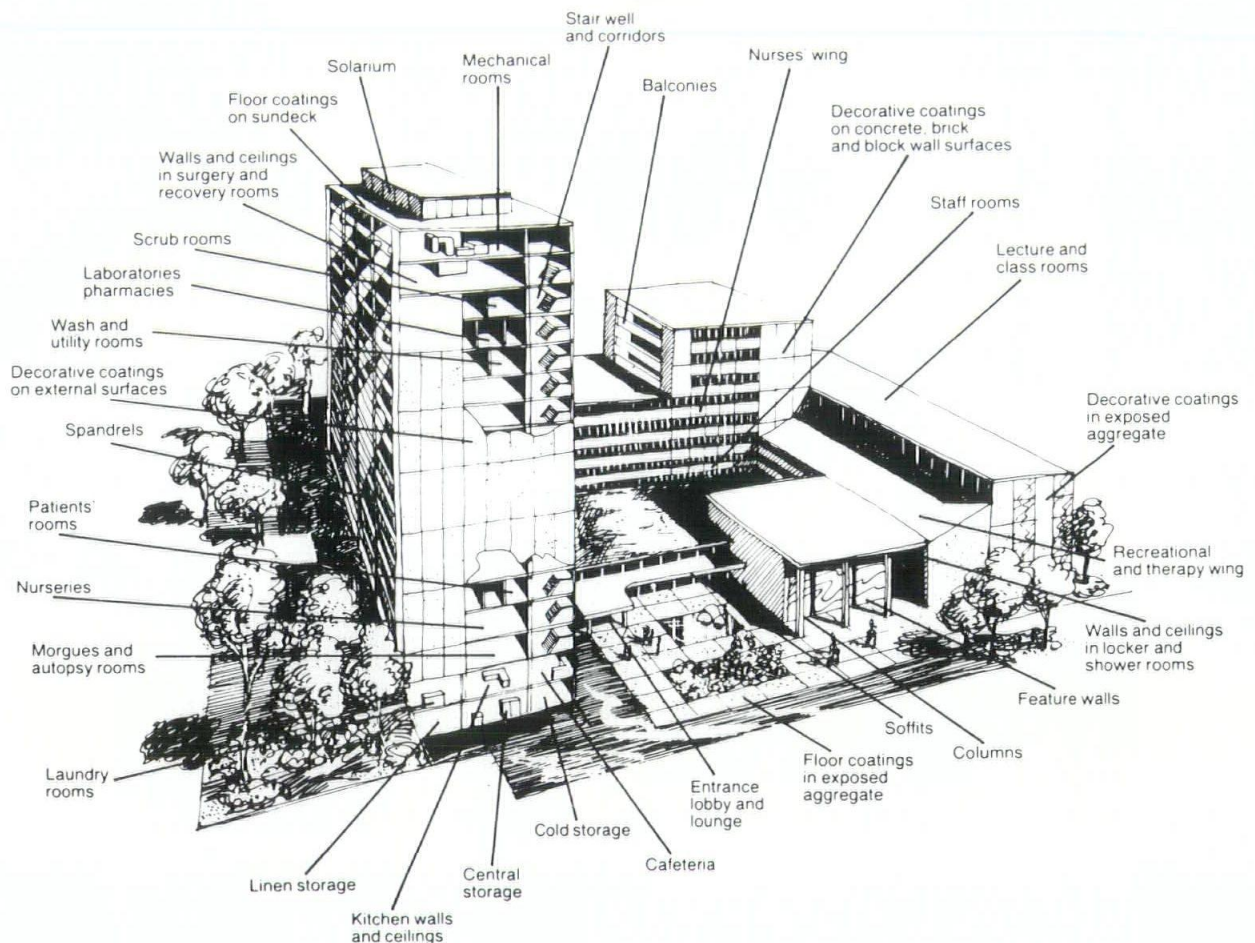 Stair well
and corridors
Solarium
Mechanical
rooms
Nurses' wing
Floor coatings
on sundeck
Balconies
Decorative coatings
on concrete, brick
and block wall surfaces
Walls and ceilings
in surgery and
recovery rooms
Staff rooms
Scrub rooms
Lecture and
class rooms
Laboratories
pharmacies
Wash and
utility rooms
Decorative coatings
on external surfaces
Decorative coatings
in exposed
aggregate
Spandrels
Patients'
rooms
Recreational
and therapy wing
Nurseries
Morgues and
autopsy rooms
Walls and ceilings
in locker and
shower rooms
Feature walls
Soffits
Columns
Laundry
rooms
Floor coatings
in exposed
aggregate
Entrance
lobby and
lounge
Cold storage
Cafeteria
Central
storage
Linen storage
Kitchen walls
and ceilings